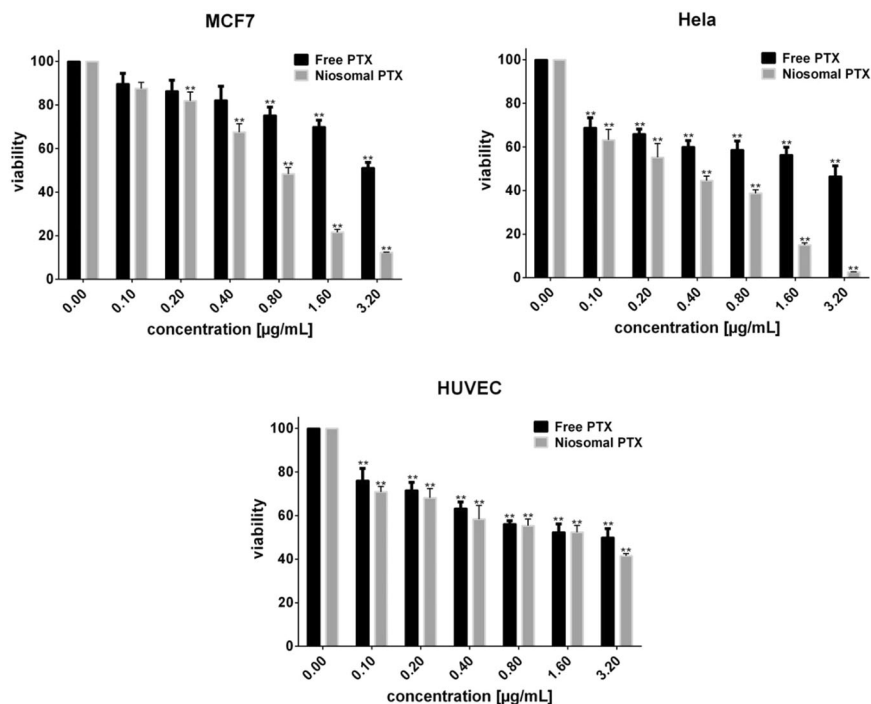 MCF7
Free PTX
Niosomal PTX
viability
100
80
60
40
20
0
** ** ** ** ** ** ** **
0.00 0.10 0.20 0.40 0.80 1.60 3.20
concentration [µg/mL]
Hela
Free PTX
Niosomal PTX
viability
100
80
60
40
20
0
** ** ** ** ** ** ** ** ** ** ** **
0.00 0.10 0.20 0.40 0.80 1.60 3.20
concentration [µg/mL]
HUVEC
Free PTX
Niosomal PTX
viability
100
80
60
40
20
0
** ** ** ** ** ** ** ** ** ** ** **
0.00 0.10 0.20 0.40 0.80 1.60 3.20
concentration [µg/mL]